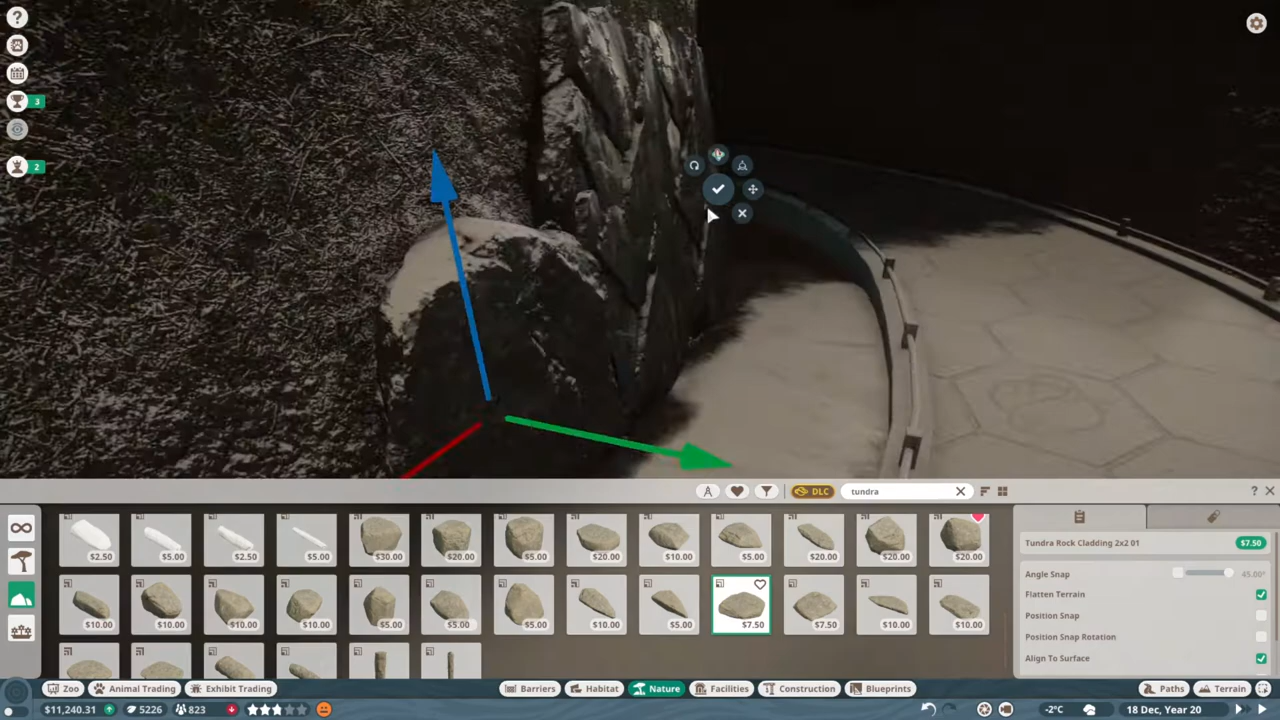 ?
3
2
DLC
tundra
?
$2.50
$5.00
$2.50
$5.00
$30.00
$20.00
$5.00
$20.00
$10.00
$5.00
$20.00
$20.00
$20.00
$10.00
$10.00
$10.00
$10.00
$5.00
$5.00
$5.00
$10.00
$5.00
$7.50
$7.50
$10.00
$10.00
Tundra Rock Cladding 2x2 01
$7.50
Angle Snap
45.00°
Flatten Terrain
Position Snap
Position Snap Rotation
Align To Surface
Zoo
Animal Trading
Exhibit Trading
Barriers
Habitat
Nature
Facilities
Construction
Blueprints
Paths
Terrain
$11,240.31
5226
823
-2°C
18 Dec, Year 20